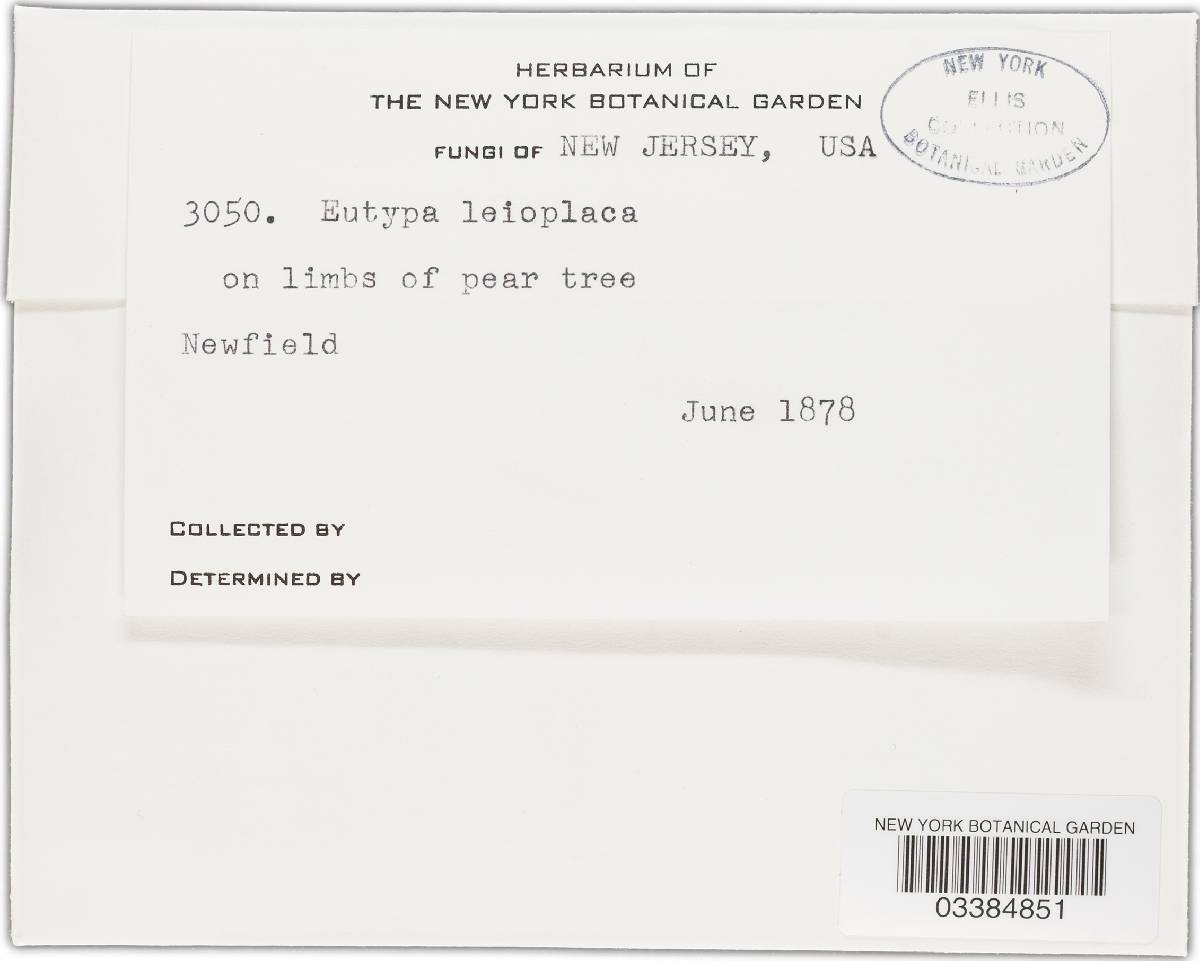 HERBARIUM OF
THE NEW YORK BOTANICAL GARDEN
FUNGI OF NEW JERSEY, USA
NEW YORK
ELLIS
COLLECTION
BOTANICAL GARDEN
3050. Eutypa leioplaca
on limbs of pear tree
Newfield
June 1878
COLLECTED BY
DETERMINED BY
NEW YORK BOTANICAL GARDEN
03384851